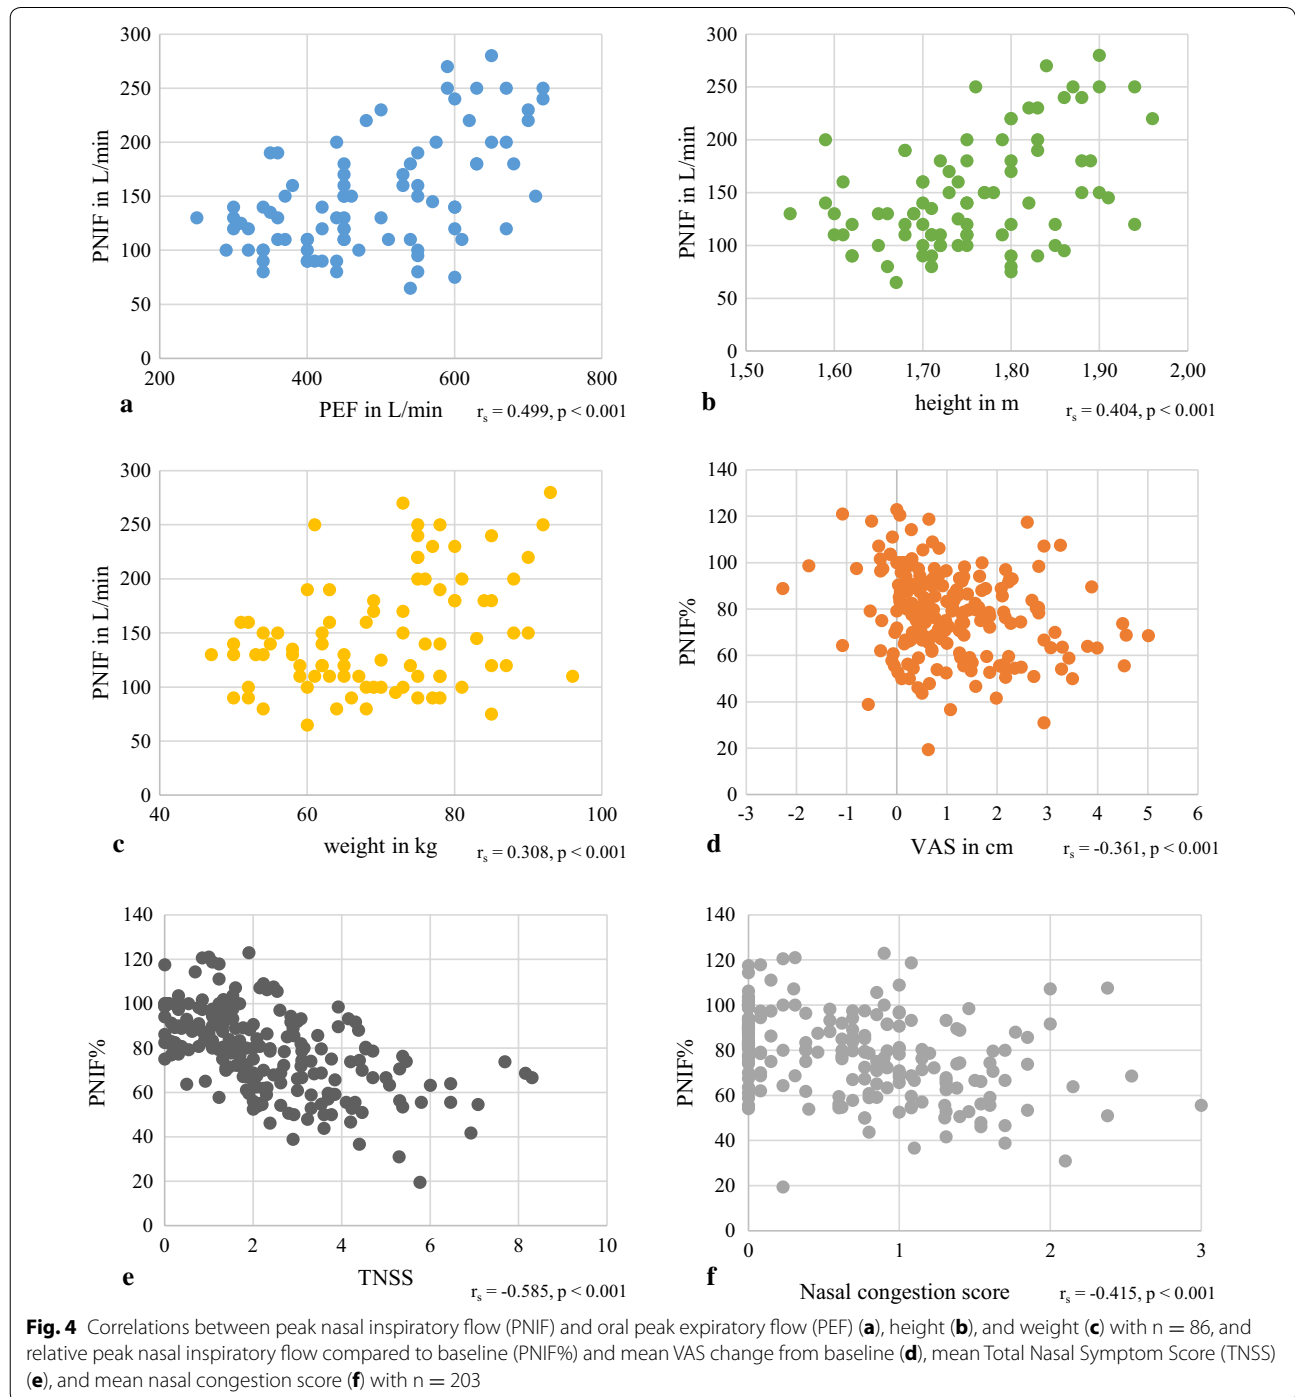 300
250
200
150
100
50
0
PNIF in L/min
200 400 600 800
a PEF in L/min r_s = 0.499, p < 0.001
300
250
200
150
100
50
0
PNIF in L/min
1,50 1,60 1,70 1,80 1,90 2,00
b height in m r_s = 0.404, p < 0.001
300
250
200
150
100
50
0
PNIF in L/min
40 60 80 100
c weight in kg r_s = 0.308, p < 0.001
140
120
100
80
60
40
20
0
PNIF%
-3 -2 -1 0 1 2 3 4 5 6
d VAS in cm r_s = -0.361, p < 0.001
140
120
100
80
60
40
20
0
PNIF%
0 2 4 6 8 10
e TNSS r_s = -0.585, p < 0.001
140
120
100
80
60
40
20
0
PNIF%
0 1 2 3
f Nasal congestion score r_s = -0.415, p < 0.001
Fig. 4 Correlations between peak nasal inspiratory flow (PNIF) and oral peak expiratory flow (PEF) (a), height (b), and weight (c) with n = 86, and
relative peak nasal inspiratory flow compared to baseline (PNIF%) and mean VAS change from baseline (d), mean Total Nasal Symptom Score (TNSS)
(e), and mean nasal congestion score (f) with n = 203